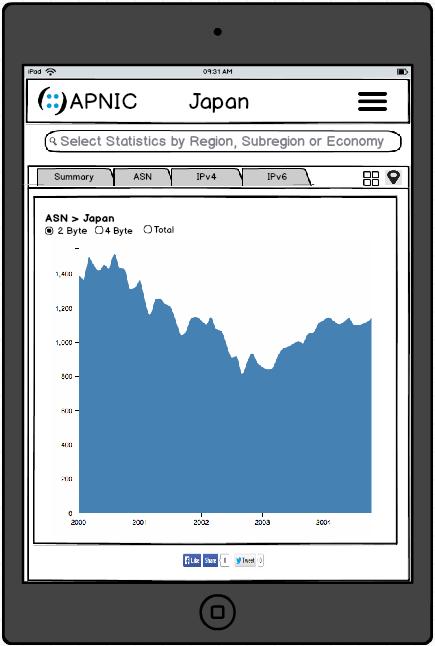 iPad 09:31 AM
APNIC Japan
Select Statistics by Region, Subregion or Economy
Summary ASN IPv4 IPv6
ASN > Japan
2 Byte 4 Byte Total
1,400
1,200
1,000
800
600
400
200
0
2000 2001 2002 2003 2004
Like Share 0 Tweet 0